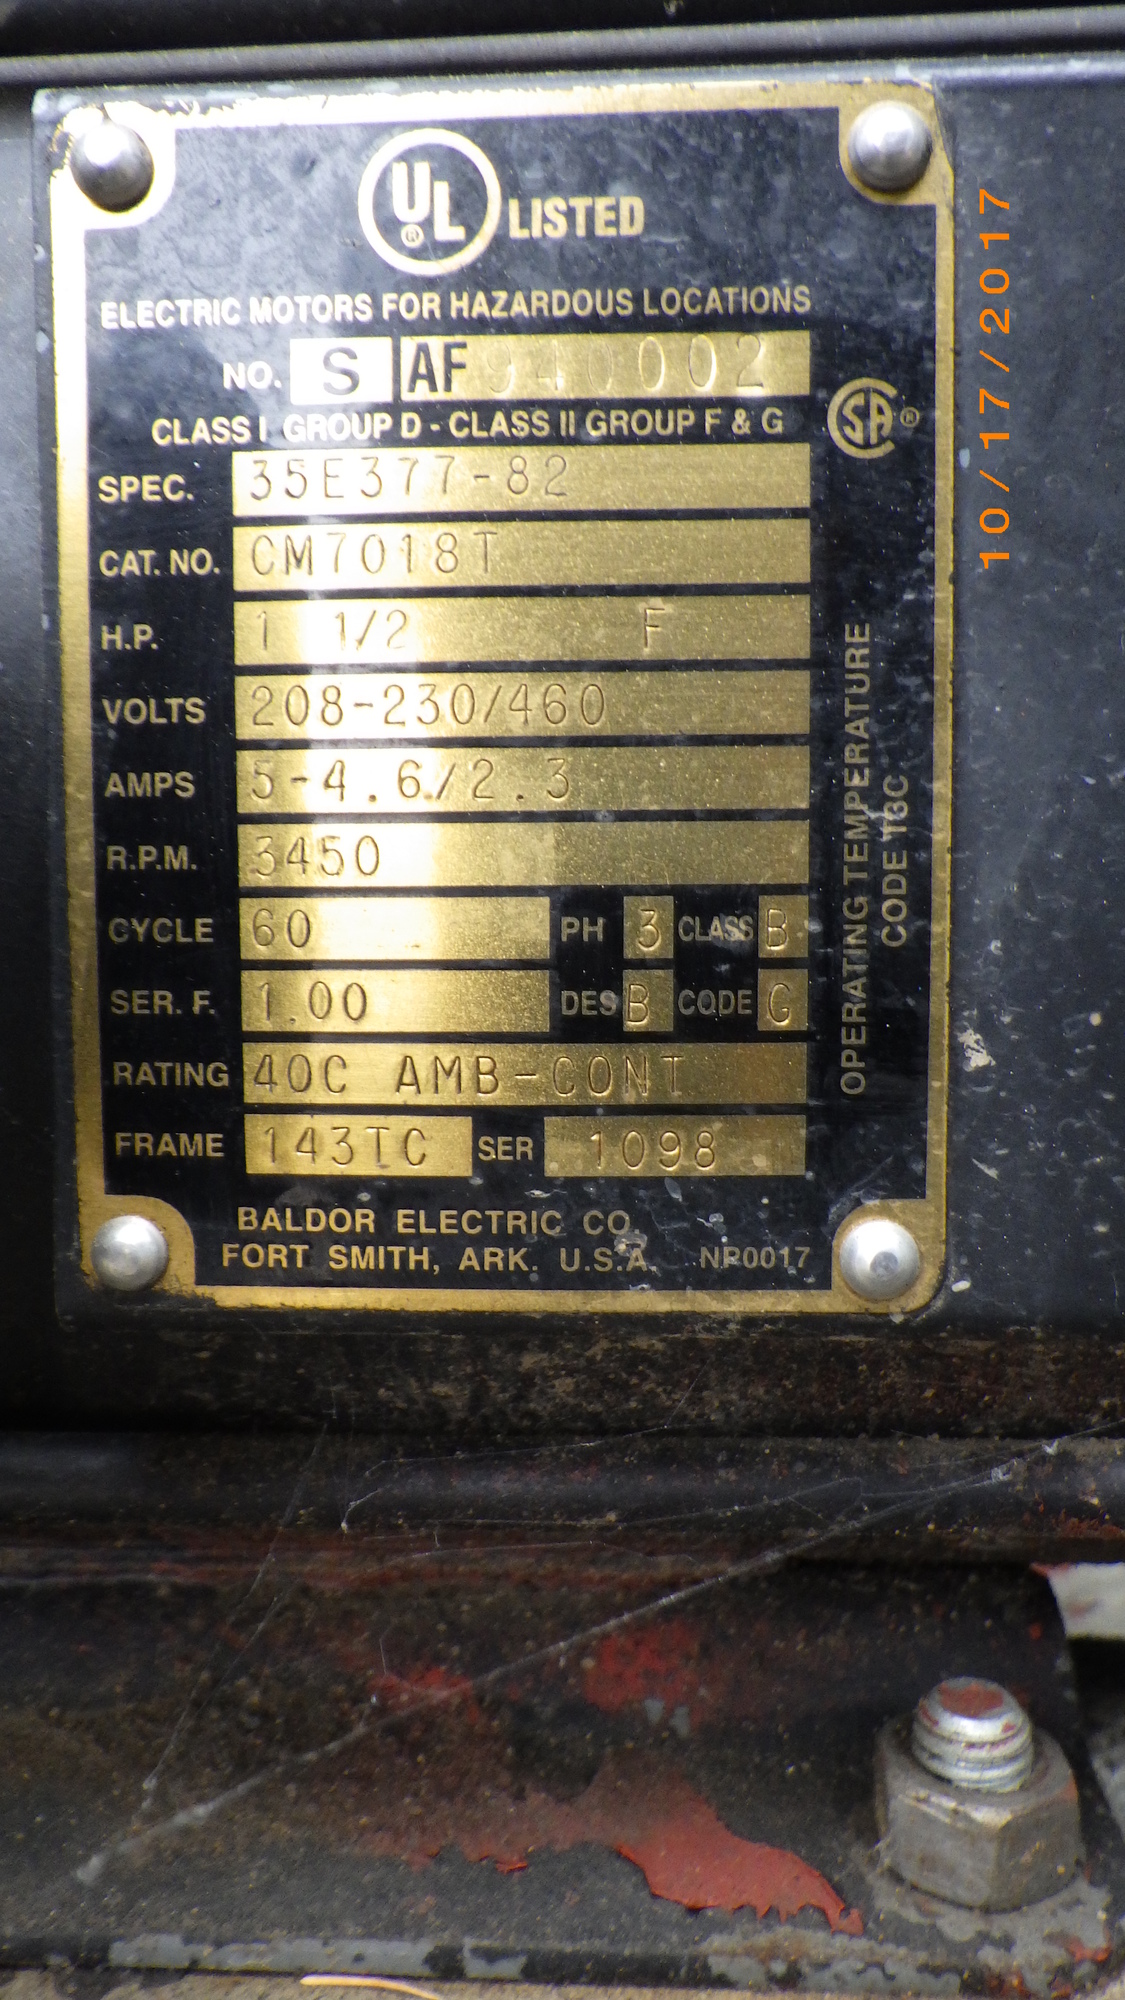 UL® LISTED
ELECTRIC MOTORS FOR HAZARDOUS LOCATIONS
NO. S AF 940002
CLASS I GROUP D - CLASS II GROUP F & G
SA ®
SPEC. 35E377-82
CAT. NO. CM7018T
H.P. 1 1/2 F
VOLTS 208-230/460
AMPS 5-4.6/2.3
R.P.M. 3450
CYCLE 60 PH 3 CLASS B
SER. F. 1.00 DES B CODE G
RATING 40C AMB-CONT
FRAME 143TC SER 1098
BALDOR ELECTRIC CO.
FORT SMITH, ARK. U.S.A. NP0017
OPERATING TEMPERATURE
CODE T3C
10/17/2017